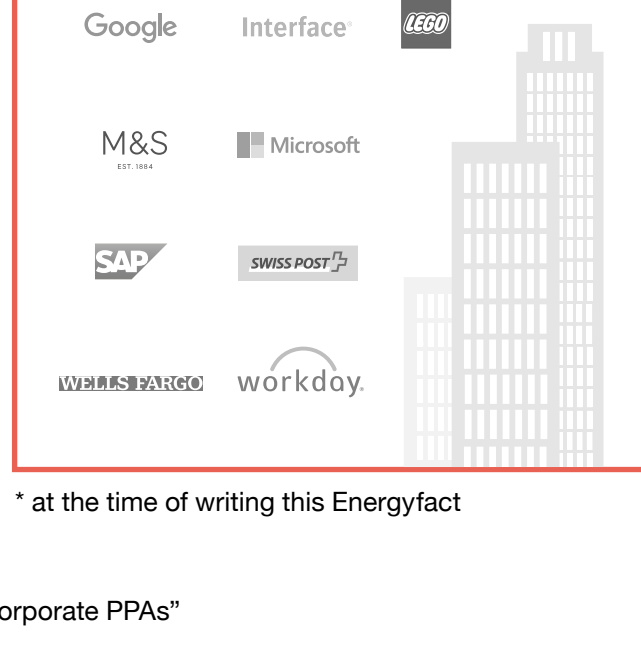 Google Interface® LEGO
M&S
EST. 1884
Microsoft
SAP SWISS POST
WELLS FARGO workday.
* at the time of writing this Energyfact
orporate PPAs”